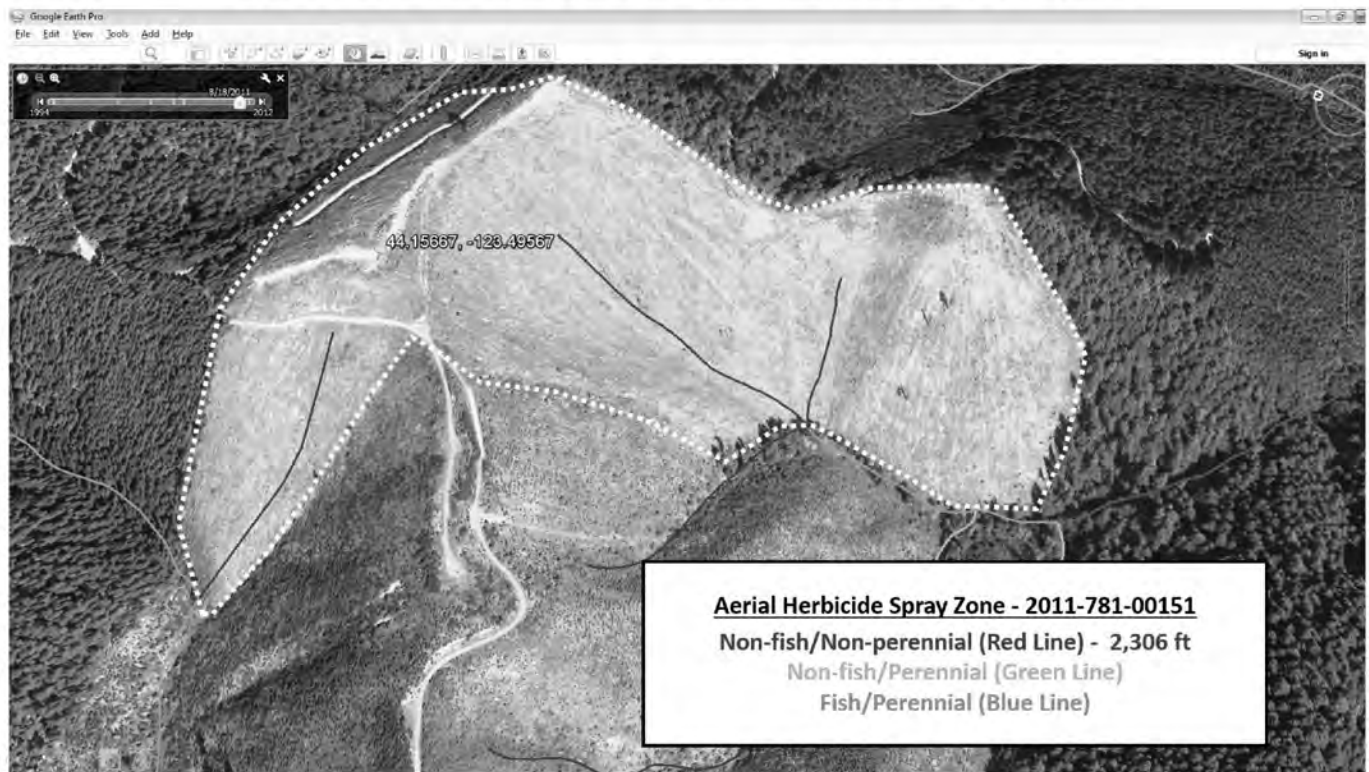 Google Earth Pro
File Edit View Tools Add Help
Sign in
8/18/2011
1994 2012
44.15667, -123.49567
Aerial Herbicide Spray Zone - 2011-781-00151
Non-fish/Non-perennial (Red Line) - 2,306 ft
Non-fish/Perennial (Green Line)
Fish/Perennial (Blue Line)